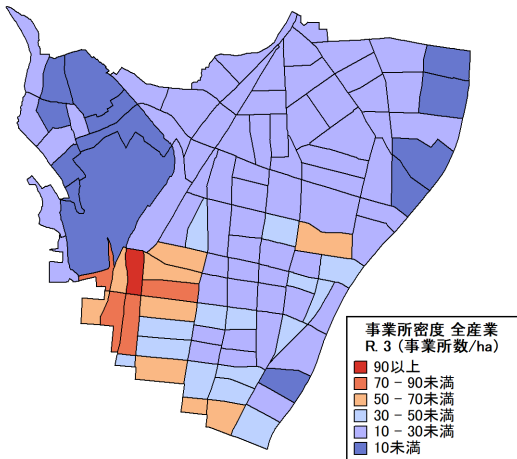 事業所密度 全産業
R.3(事業所数/ha)
90以上
70－90未満
50－70未満
30－50未満
10－30未満
10未満